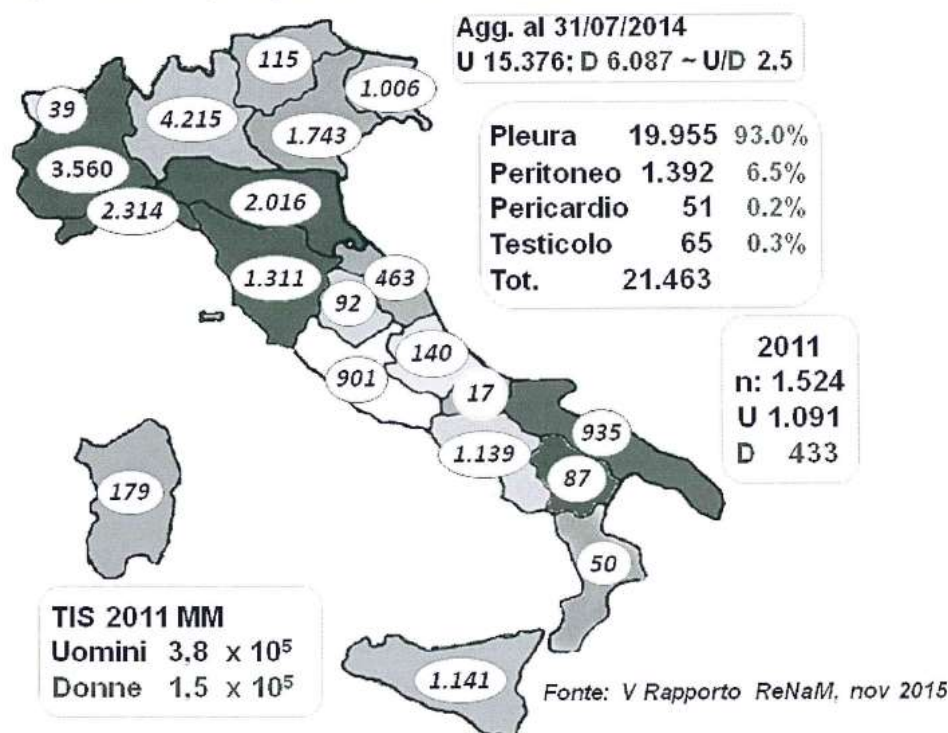 Agg. al 31/07/2014
U 15.376; D 6.087 ~ U/D 2.5
115
1.006
39
4.215
1.743
Pleura 19.955 93.0%
Peritoneo 1.392 6.5%
Pericardio 51 0.2%
Testicolo 65 0.3%
Tot. 21.463
3.560
2.314
2.016
1.311
463
92
140
901
17
2011
n: 1.524
U 1.091
D 433
935
1.139
87
179
50
TIS 2011 MM
Uomini 3,8 x 10⁵
Donne 1.5 x 10⁵
1.141
Fonte: V Rapporto ReNaM, nov 2015